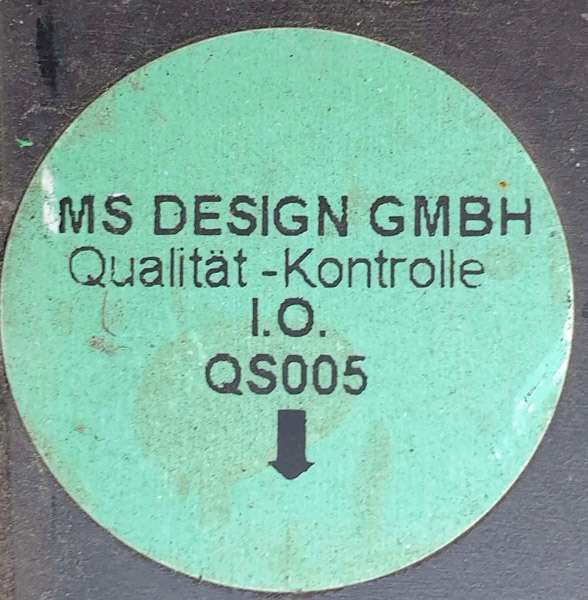 MS DESIGN GMBH
Qualität -Kontrolle
I.O.
QS005